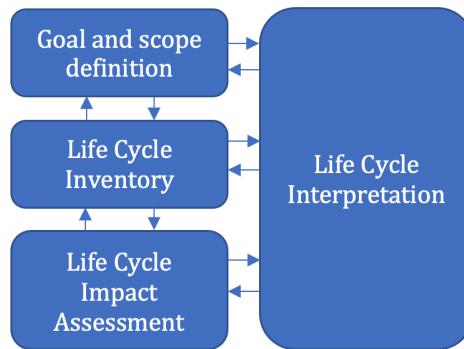 Goal and scope
definition
Life Cycle
Inventory
Life Cycle
Impact
Assessment
Life Cycle
Interpretation